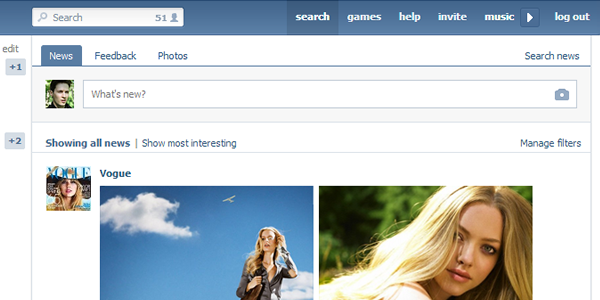 Search 51 search games help invite music log out
edit News Feedback Photos Search news
+1
What's new?
+2 Showing all news | Show most interesting Manage filters
VOGUE
Vogue